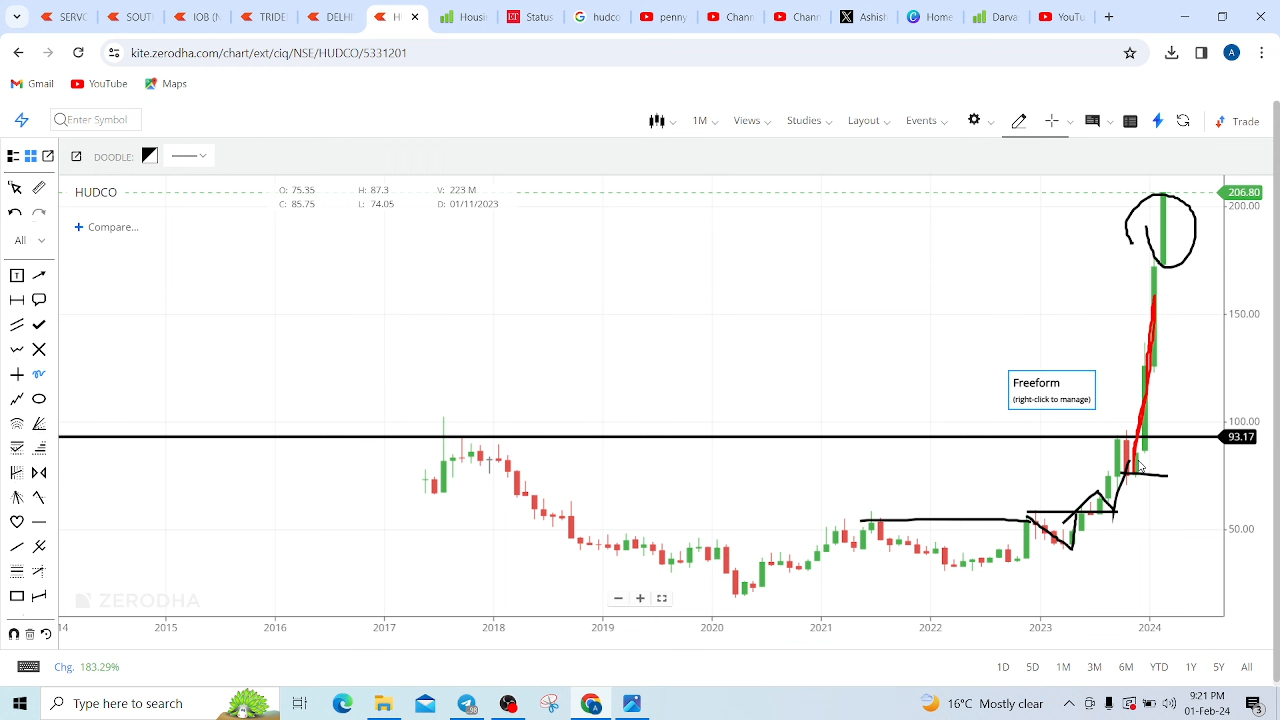 SERVC
SOUT
IOB
TRIDE
DELHI
H
Housi
Status
hudco
penny
Chann
Chann
Ashish
Home
Danc
YouTu
kite.zerodha.com/chart/ext/ciq/NSE/HUDCO/5331201
Gmail
YouTube
Maps
Enter Symbol
1M
Views
Studies
Layout
Events
Trade
DOODLE:
HUDCO
O: 75.35 H: 87.3 V: 223 M
C: 85.75 L: 74.05 D: 01/11/2023
206.80
200.00
+ Compare...
All
150.00
Freeform
(right-click to manage)
100.00
93.17
50.00
ZERODHA
14 2015 2016 2017 2018 2019 2020 2021 2022 2023 2024
Chg. 183.29%
1D 5D 1M 3M 6M YTD 1Y 5Y All
Type here to search
16°C Mostly clear
9:21 PM
01-Feb-24
3